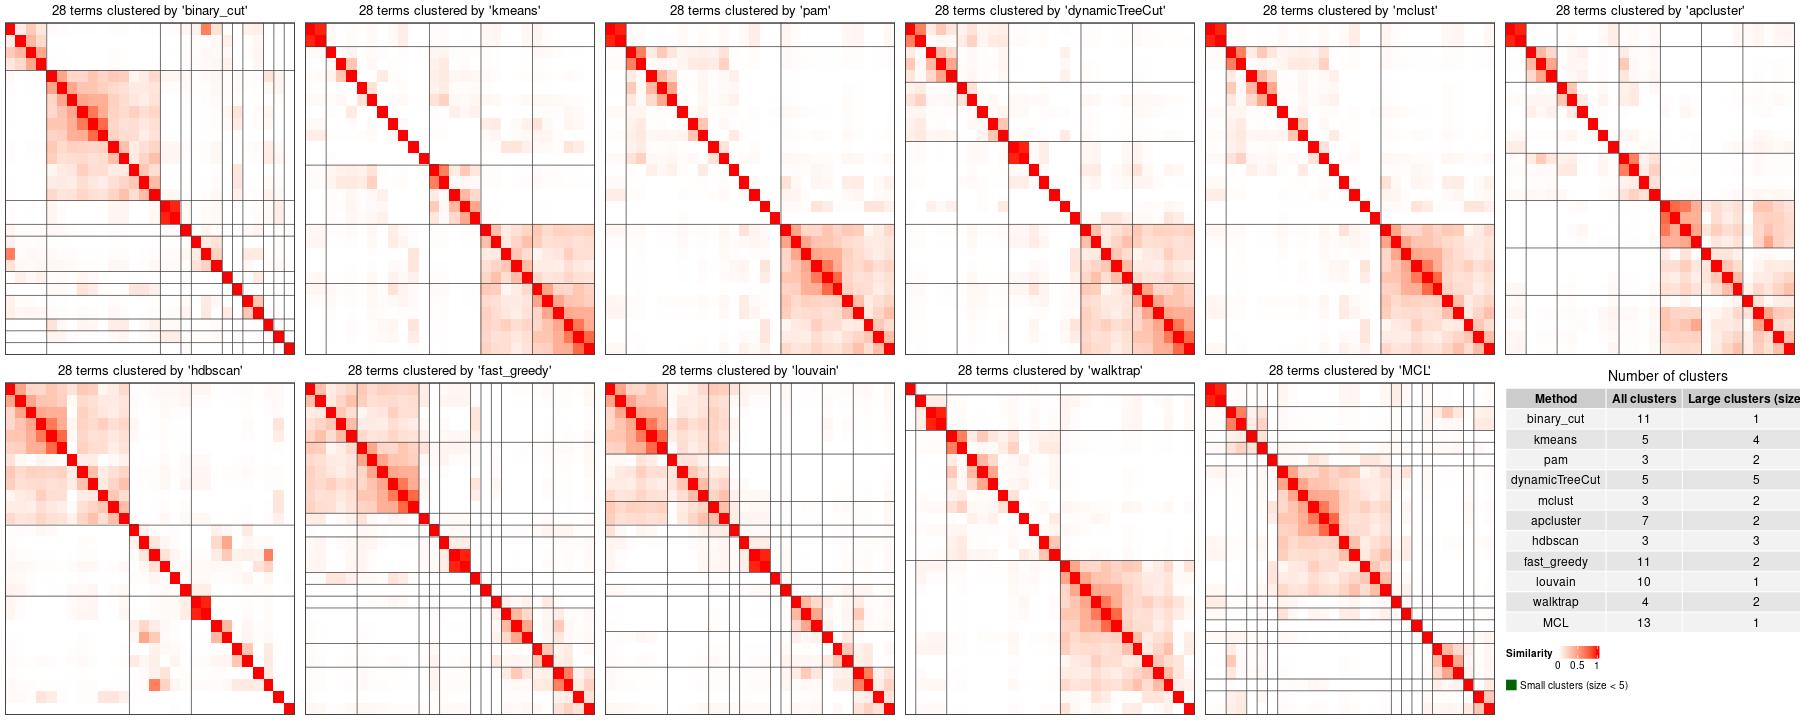 28 terms clustered by 'binary_cut'
28 terms clustered by 'kmeans'
28 terms clustered by 'pam'
28 terms clustered by 'dynamicTreeCut'
28 terms clustered by 'mclust'
28 terms clustered by 'apcluster'
28 terms clustered by 'hdbscan'
28 terms clustered by 'fast_greedy'
28 terms clustered by 'louvain'
28 terms clustered by 'walktrap'
28 terms clustered by 'MCL'
Number of clusters
Method All clusters Large clusters (size
binary_cut 11 1
kmeans 5 4
pam 3 2
dynamicTreeCut 5 5
mclust 3 2
apcluster 7 2
hdbscan 3 3
fast_greedy 11 2
louvain 10 1
walktrap 4 2
MCL 13 1
Similarity
0 0.5 1
Small clusters (size < 5)